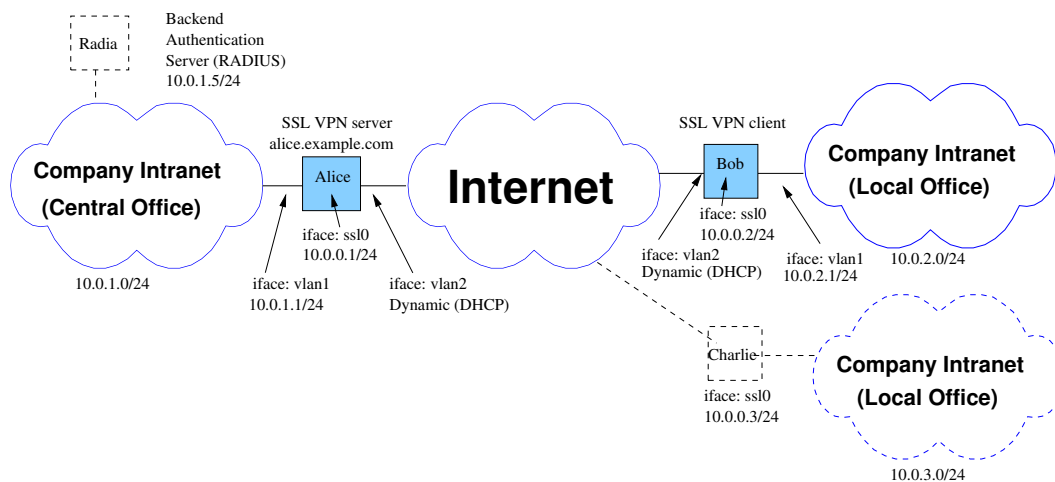 Radia
Backend
Authentication
Server (RADIUS)
10.0.1.5/24
Company Intranet
(Central Office)
10.0.1.0/24
SSL VPN server
alice.example.com
Alice
iface: ssl0
10.0.0.1/24
iface: vlan1
10.0.1.1/24
iface: vlan2
Dynamic (DHCP)
Internet
SSL VPN client
Bob
iface: ssl0
10.0.0.2/24
iface: vlan2
Dynamic (DHCP)
iface: vlan1
10.0.2.1/24
Company Intranet
(Local Office)
10.0.2.0/24
Charlie
iface: ssl0
10.0.0.3/24
Company Intranet
(Local Office)
10.0.3.0/24